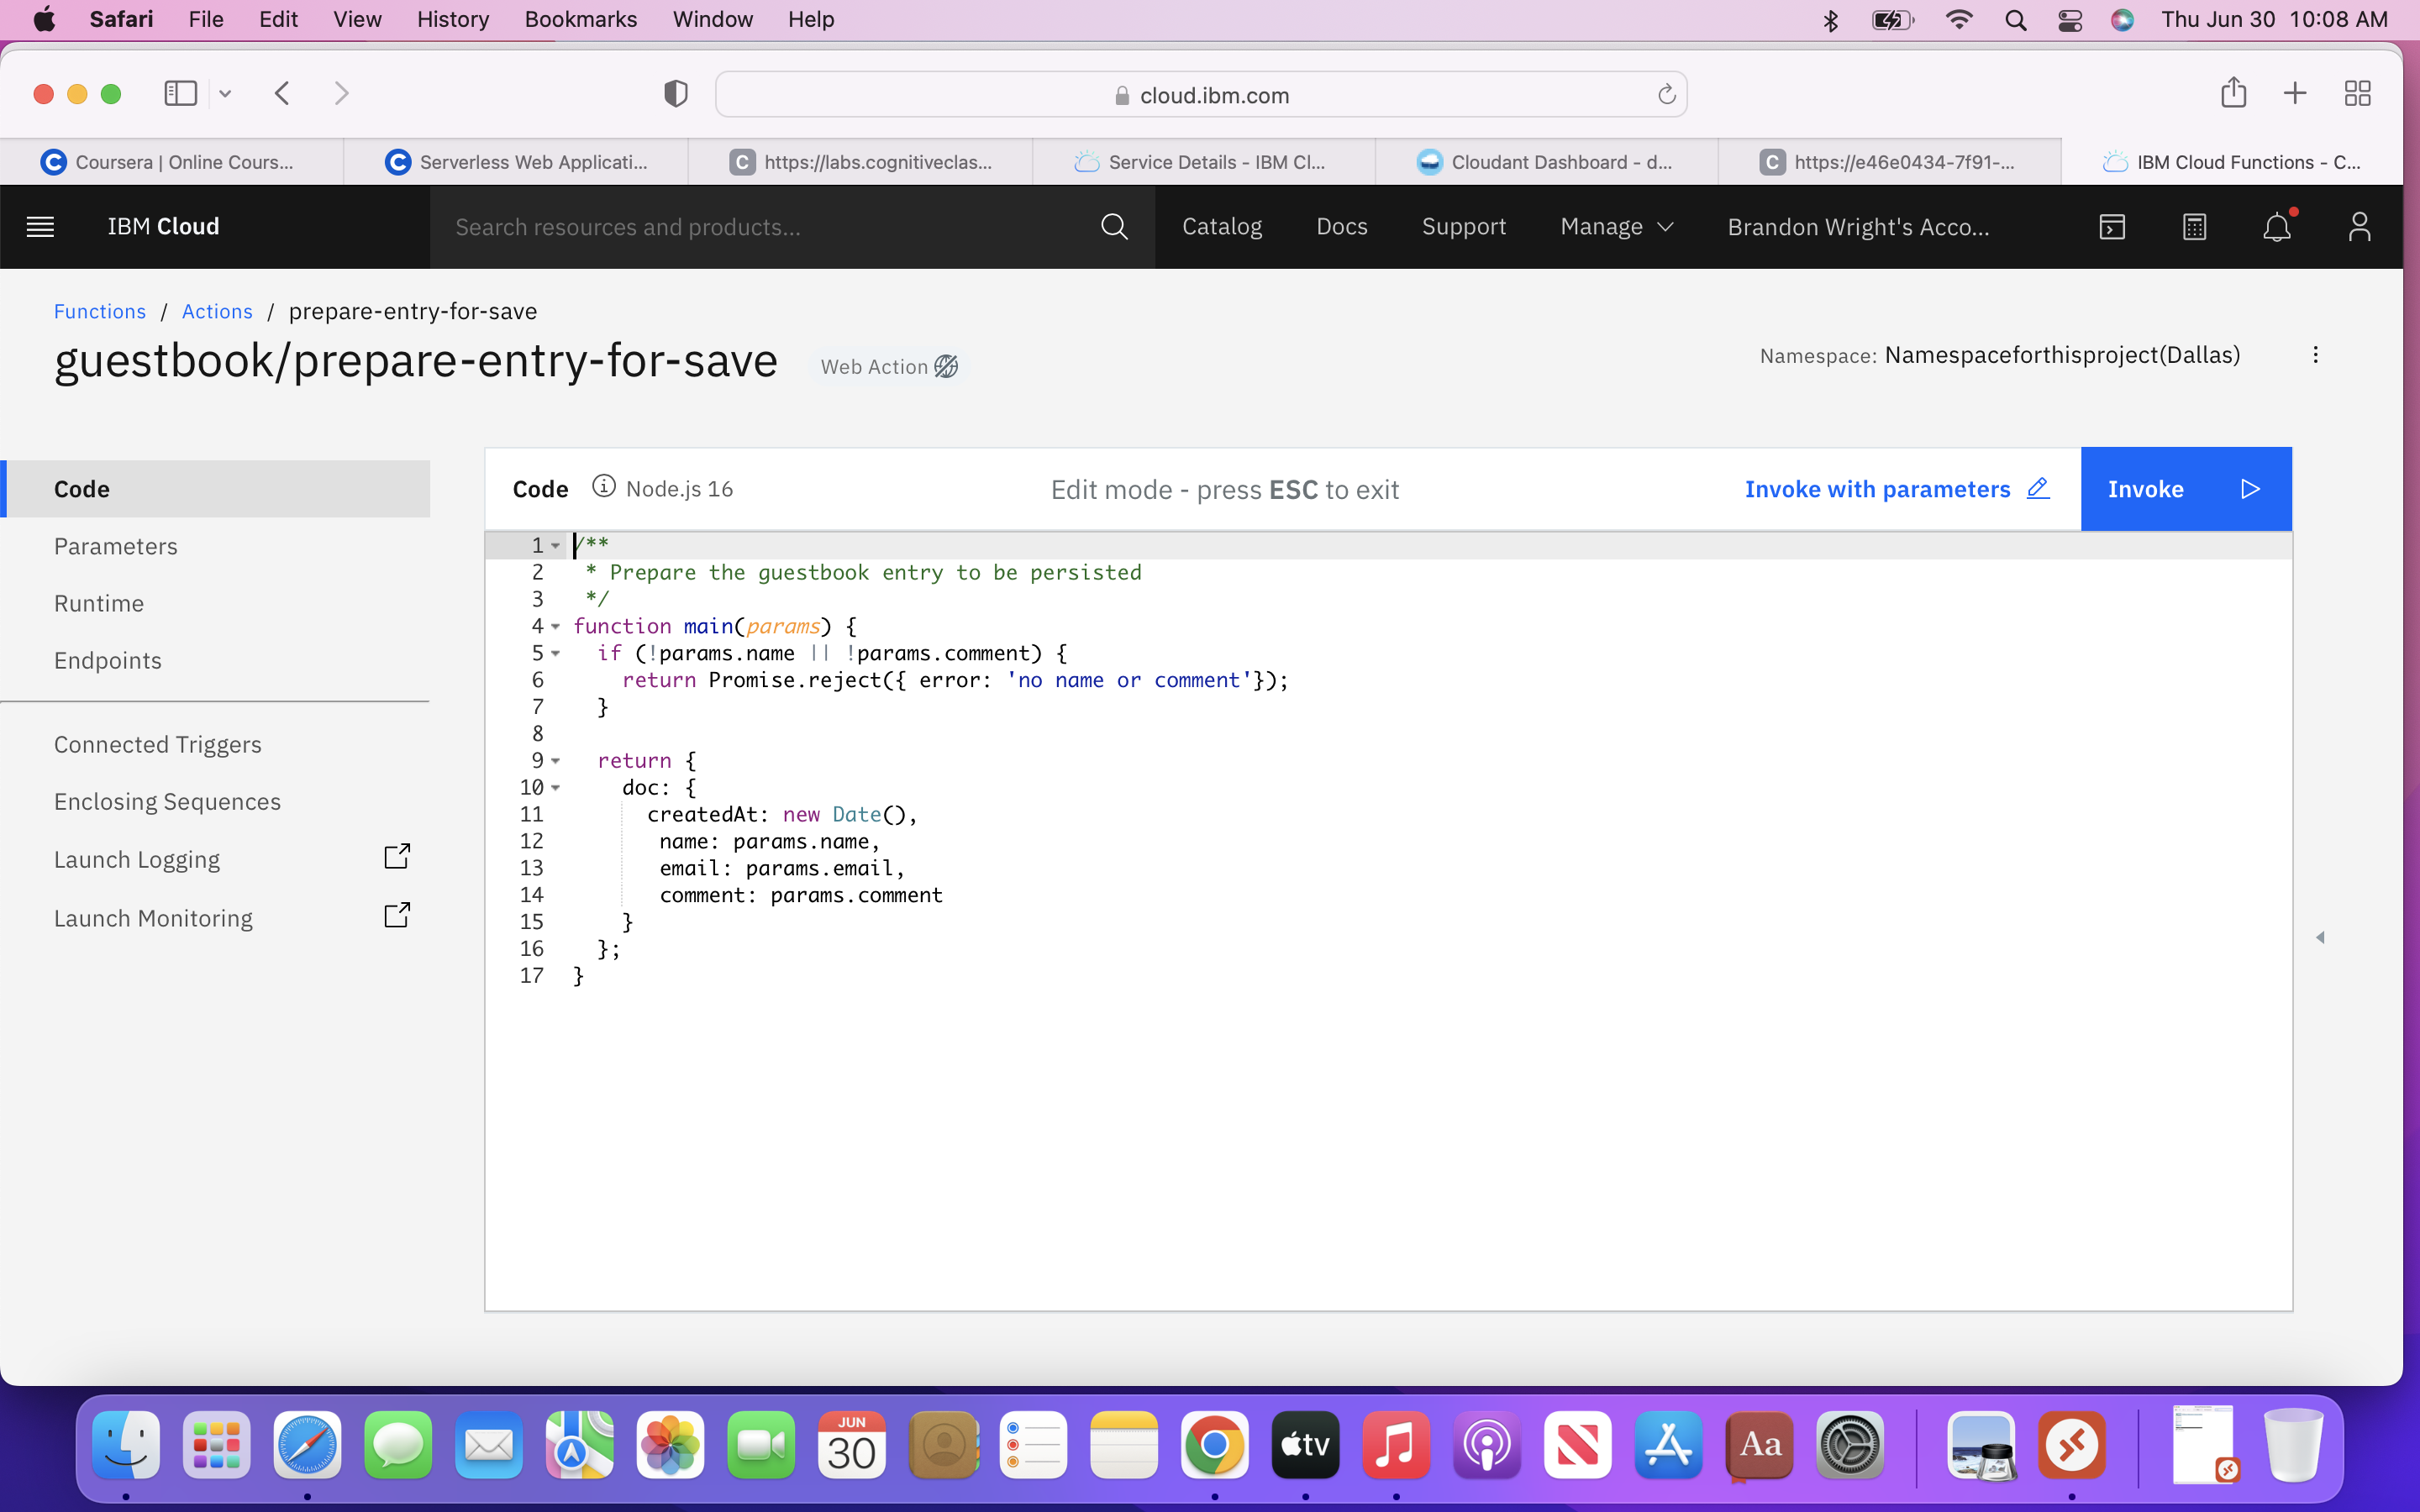 Safari File Edit View History Bookmarks Window Help Thu Jun 30 10:08 AM
cloud.ibm.com
Coursera | Online Cours... Serverless Web Applicati... https://labs.cognitiveclas... Service Details - IBM Cl... Cloudant Dashboard - d... https://e46e0434-7f91-... IBM Cloud Functions - C...
IBM Cloud Search resources and products... Catalog Docs Support Manage Brandon Wright's Acco...
Functions / Actions / prepare-entry-for-save
guestbook/prepare-entry-for-save Web Action
Namespace: Namespaceforthisproject(Dallas)
Code
Parameters
Runtime
Endpoints
Connected Triggers
Enclosing Sequences
Launch Logging
Launch Monitoring
Code Node.js 16 Edit mode - press ESC to exit Invoke with parameters Invoke
1 /**
2 * Prepare the guestbook entry to be persisted
3 */
4 function main(params) {
5 if (!params.name || !params.comment) {
6 return Promise.reject({ error: 'no name or comment'});
7 }
8
9 return {
10 doc: {
11 createdAt: new Date(),
12 name: params.name,
13 email: params.email,
14 comment: params.comment
15 }
16 };
17 }
JUN
30
tv
Aa